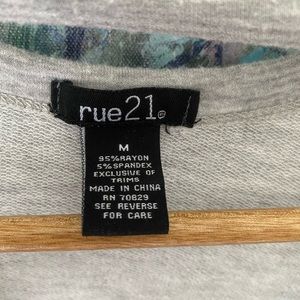 rue21®
M
95%RAYON
5%SPANDEX
EXCLUSIVE OF
TRIMS
MADE IN CHINA
RN 70829
SEE REVERSE
FOR CARE